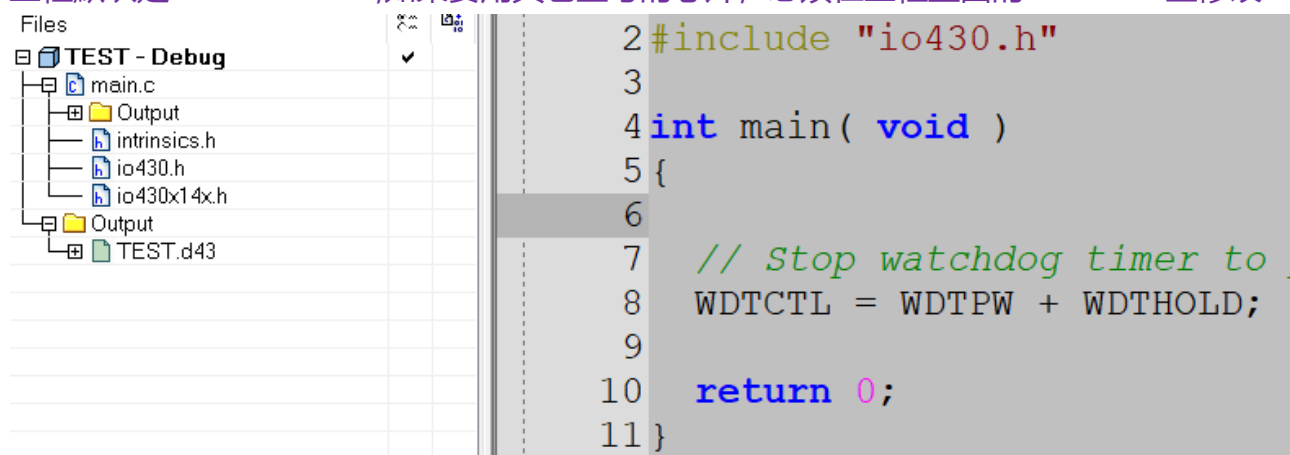 Files
TEST - Debug
main.c
Output
intrinsics.h
io430.h
io430x14x.h
Output
TEST.d43
2 #include "io430.h"
3
4 int main( void )
5 {
6
7 // Stop watchdog timer to
8 WDTCTL = WDTPW + WDTHOLD;
9
10 return 0;
11 }